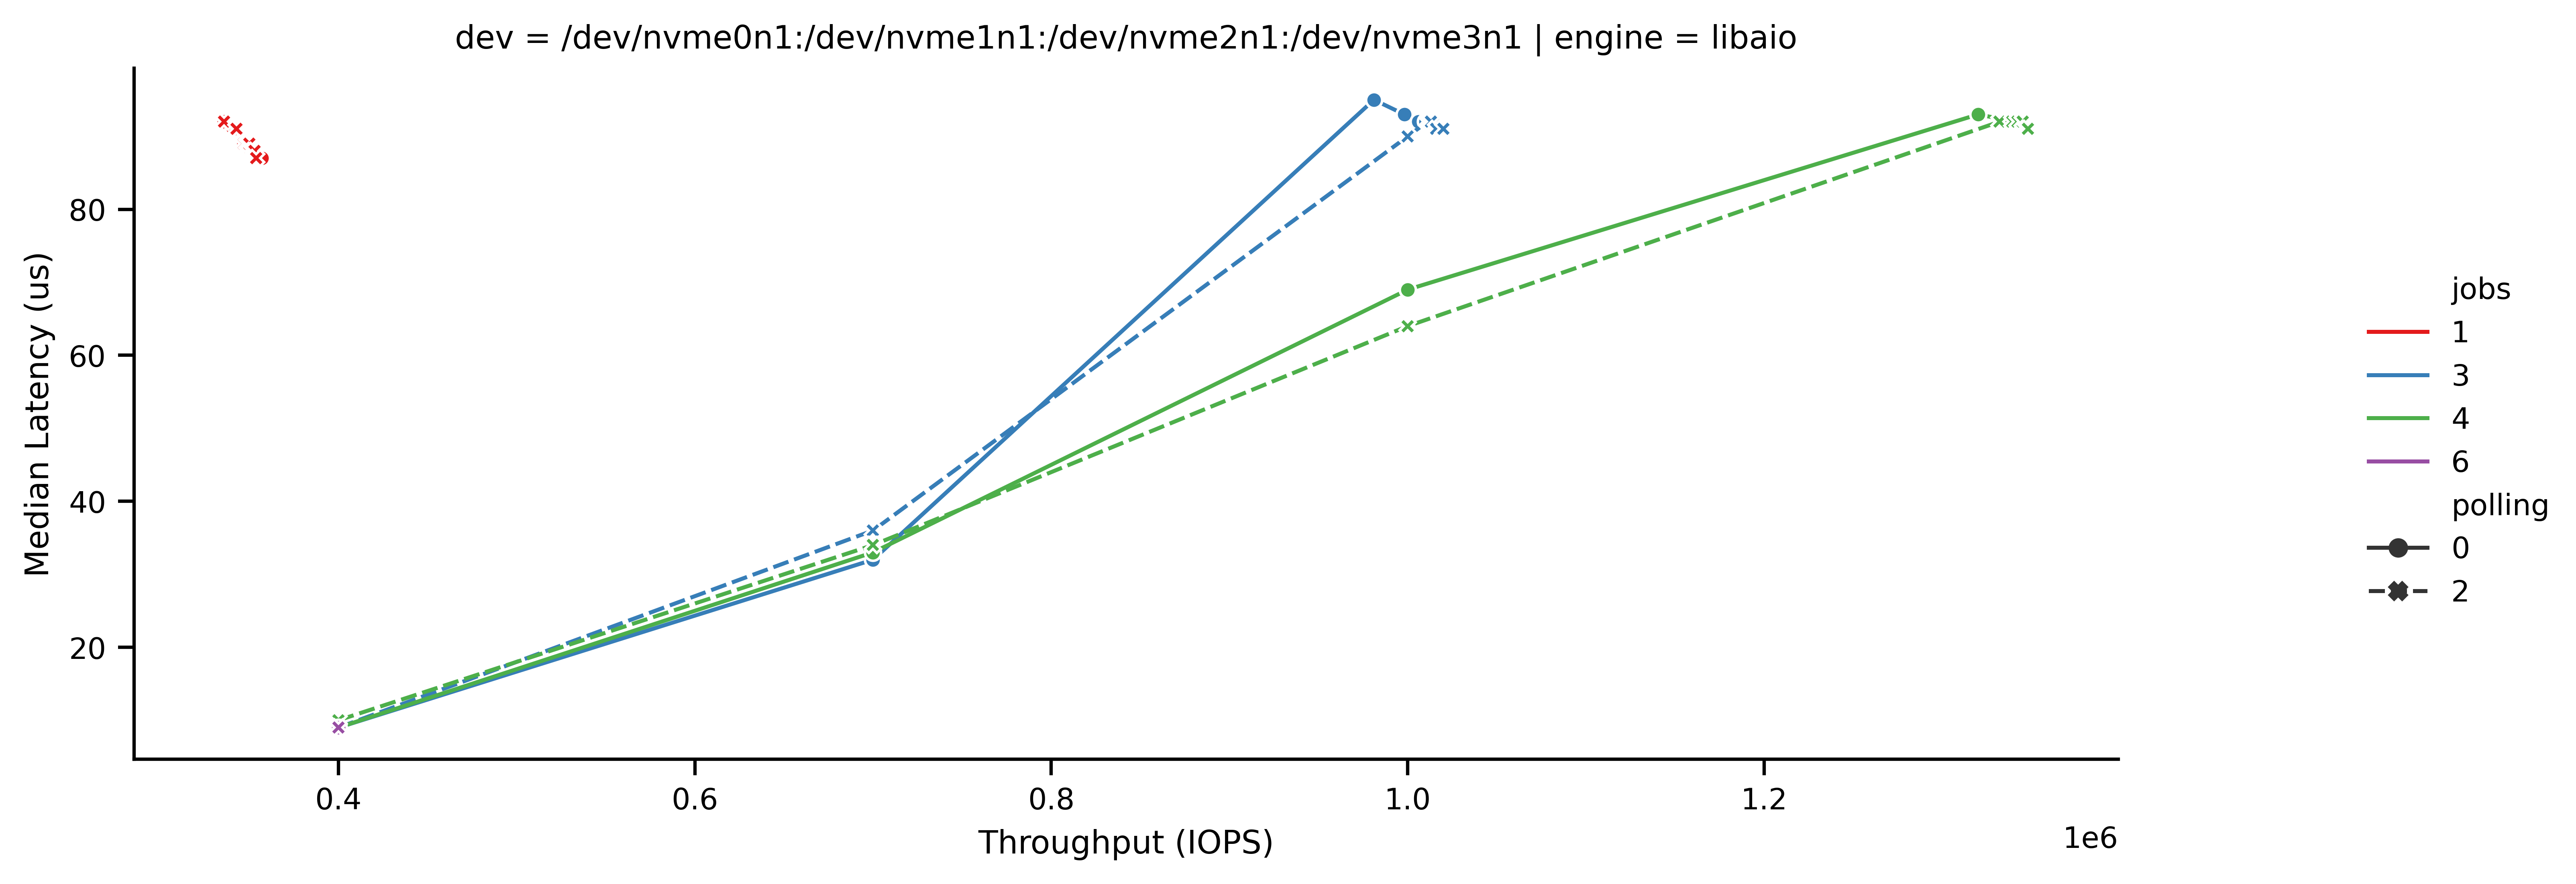 dev = /dev/nvme0n1:/dev/nvme1n1:/dev/nvme2n1:/dev/nvme3n1 | engine = libaio
Median Latency (us)
80
60
40
20
0.4
0.6
0.8
1.0
1.2
1e6
Throughput (IOPS)
jobs
1
3
4
6
polling
0
2